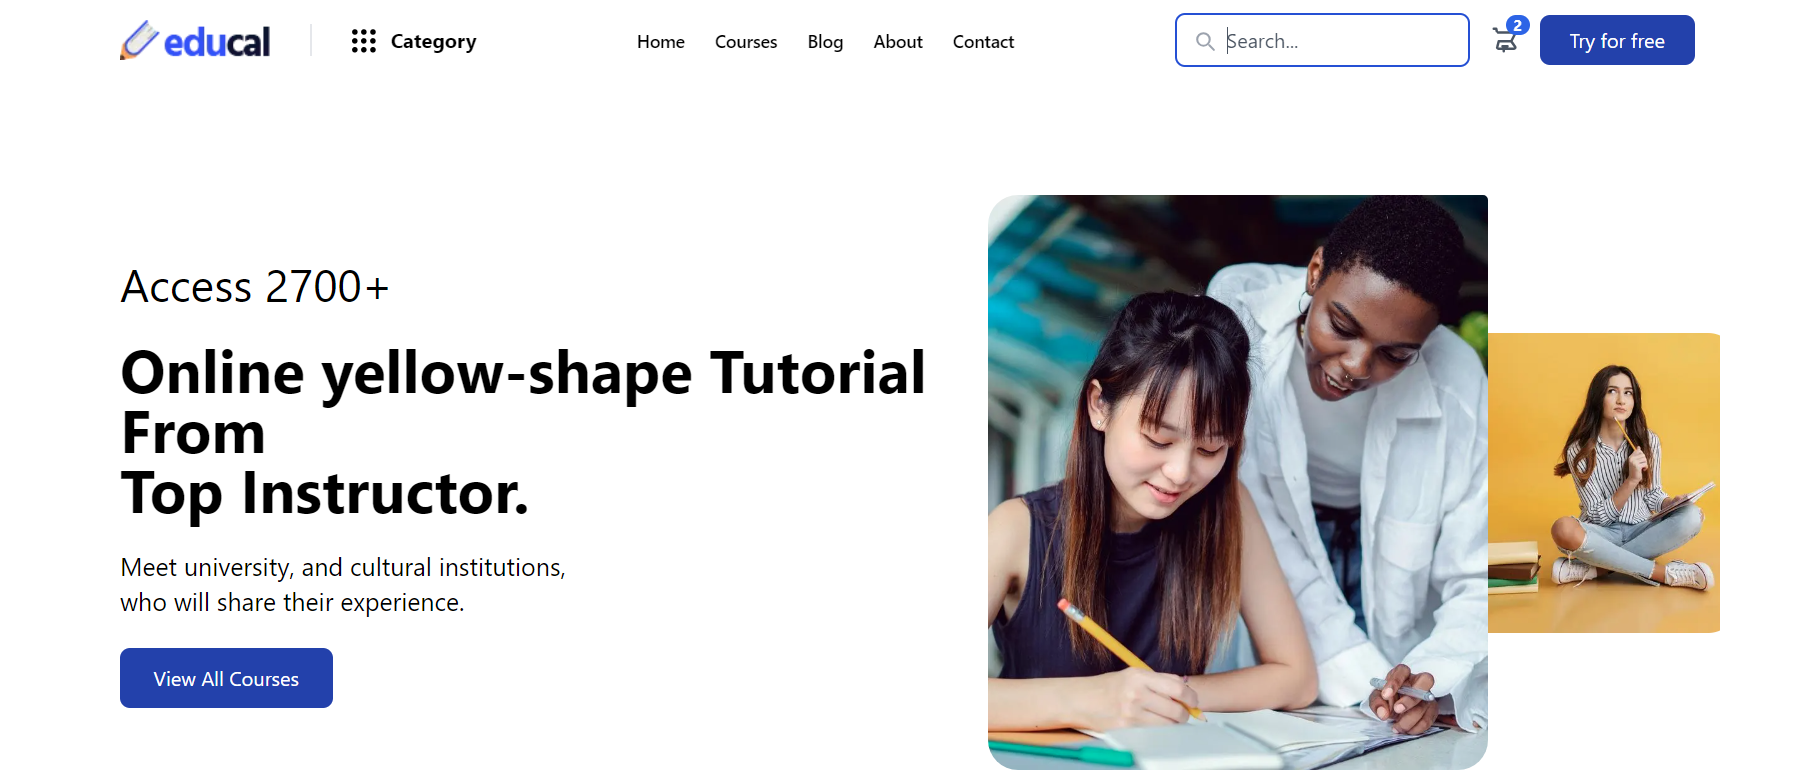 educal
Category
Home
Courses
Blog
About
Contact
Search...
2
Try for free
Access 2700+
Online yellow-shape Tutorial
From
Top Instructor.
Meet university, and cultural institutions,
who will share their experience.
View All Courses